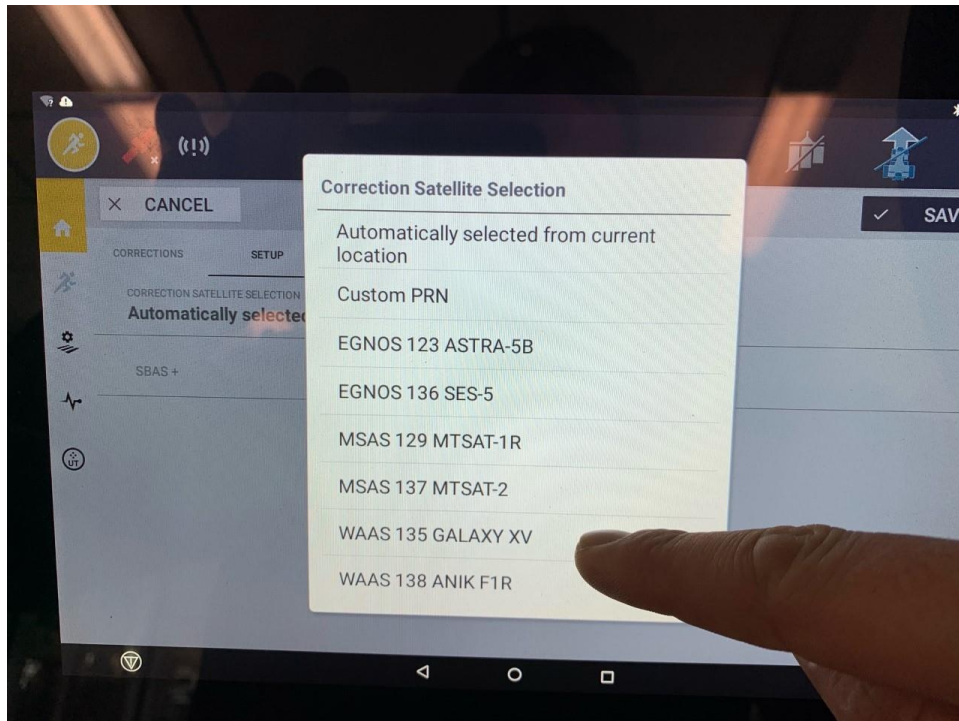 Correction Satellite Selection
× CANCEL
✓ SAV
Automatically selected from current
location
CORRECTIONS SETUP
Custom PRN
CORRECTION SATELLITE SELECTION
Automatically selected
EGNOS 123 ASTRA-5B
SBAS +
EGNOS 136 SES-5
MSAS 129 MTSAT-1R
UT
MSAS 137 MTSAT-2
WAAS 135 GALAXY XV
WAAS 138 ANIK F1R